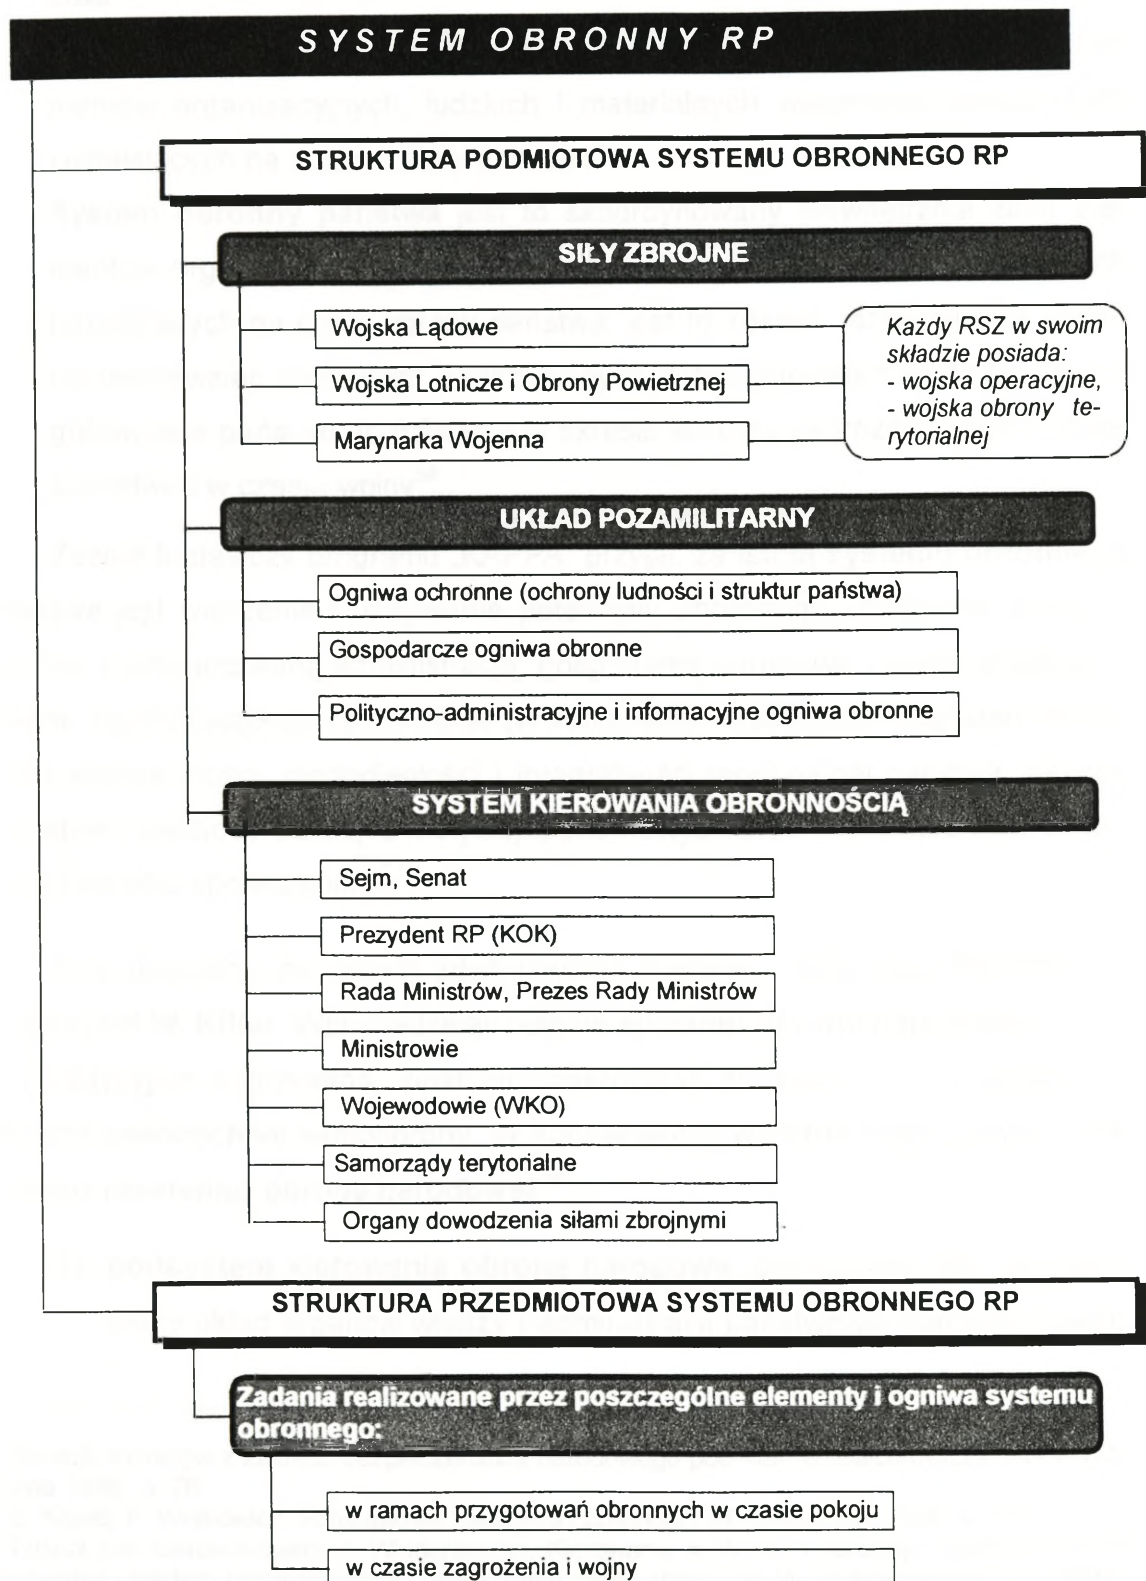 SYSTEM OBRONNY RP
STRUKTURA PODMIOTOWA SYSTEMU OBRONNEGO RP
SIŁY ZBROJNE
Wojska Lądowe
Wojska Lotnicze i Obrony Powietrznej
Marynarka Wojenna
Każdy RSZ w swoim
składzie posiada:
- wojska operacyjne,
- wojska obrony te-
rytorialnej
UKŁAD POZAMILITARNY
Ogniwa ochronne (ochrony ludności i struktur państwa)
Gospodarcze ogniwa obronne
Polityczno-administracyjne i informacyjne ogniwa obronne
SYSTEM KIEROWANIA OBRONNOŚCIĄ
Sejm, Senat
Prezydent RP (KOK)
Rada Ministrów, Prezes Rady Ministrów
Ministrowie
Wojewodowie (WKO)
Samorządy terytorialne
Organy dowodzenia siłami zbrojnymi
STRUKTURA PRZEDMIOTOWA SYSTEMU OBRONNEGO RP
Zadania realizowane przez poszczególne elementy i ogniwa systemu
obronnego:
w ramach przygotowań obronnych w czasie pokoju
w czasie zagrożenia i wojny